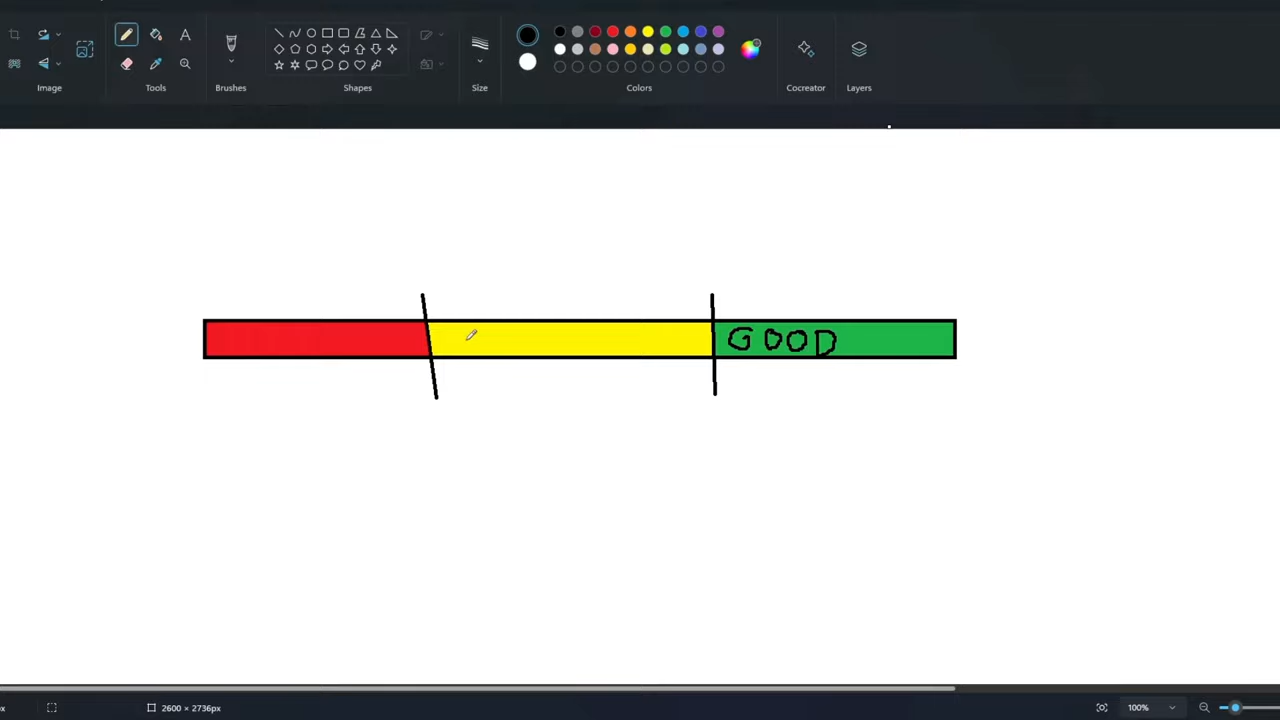 Image
Tools
Brushes
Shapes
Size
Colors
Cocreator
Layers
A
GOOD
2600 × 2736px
100%